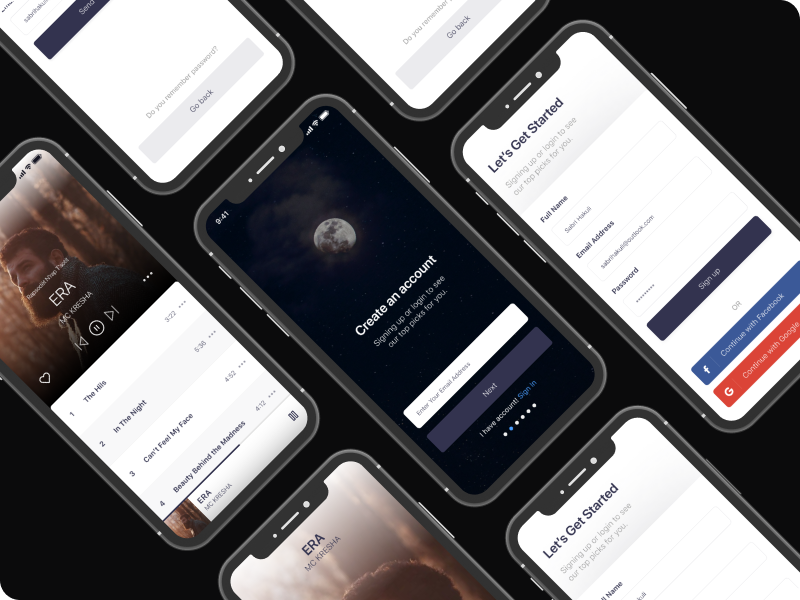 sabrihakuli@
Send
Do you remember password?
Go back
Do you remember password?
Go back
Let's Get Started
Signing up or login to see
our top picks for you.
Full Name
Sabri Hakuli
Email Address
sabrihakuli@outlook.com
Password
Sign up
OR
Continue with Facebook
Continue with Google
9:41
Create an account
Signing up or login to see
our top picks for you.
Enter Your Email Address
Next
I have account! Sign in
ERA
MC KRESHA
1 The Hils 3:22
2 In The Night 5:36
3 Can't Feel My Face 4:52
4 Beauty Behind the Madness 4:12
ERA
MC KRESHA
ERA
MC KRESHA
Let's Get Started
Signing up or login to see
our top picks for you.